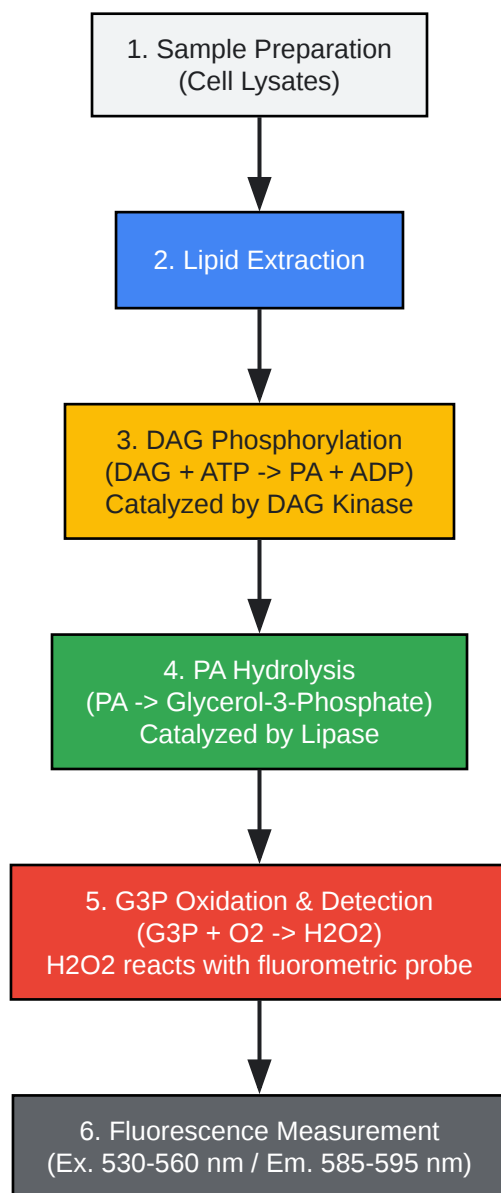 1. Sample Preparation
(Cell Lysates)
2. Lipid Extraction
3. DAG Phosphorylation
(DAG + ATP -> PA + ADP)
Catalyzed by DAG Kinase
4. PA Hydrolysis
(PA -> Glycerol-3-Phosphate)
Catalyzed by Lipase
5. G3P Oxidation & Detection
(G3P + O2 -> H2O2)
H2O2 reacts with fluorometric probe
6. Fluorescence Measurement
(Ex. 530-560 nm / Em. 585-595 nm)